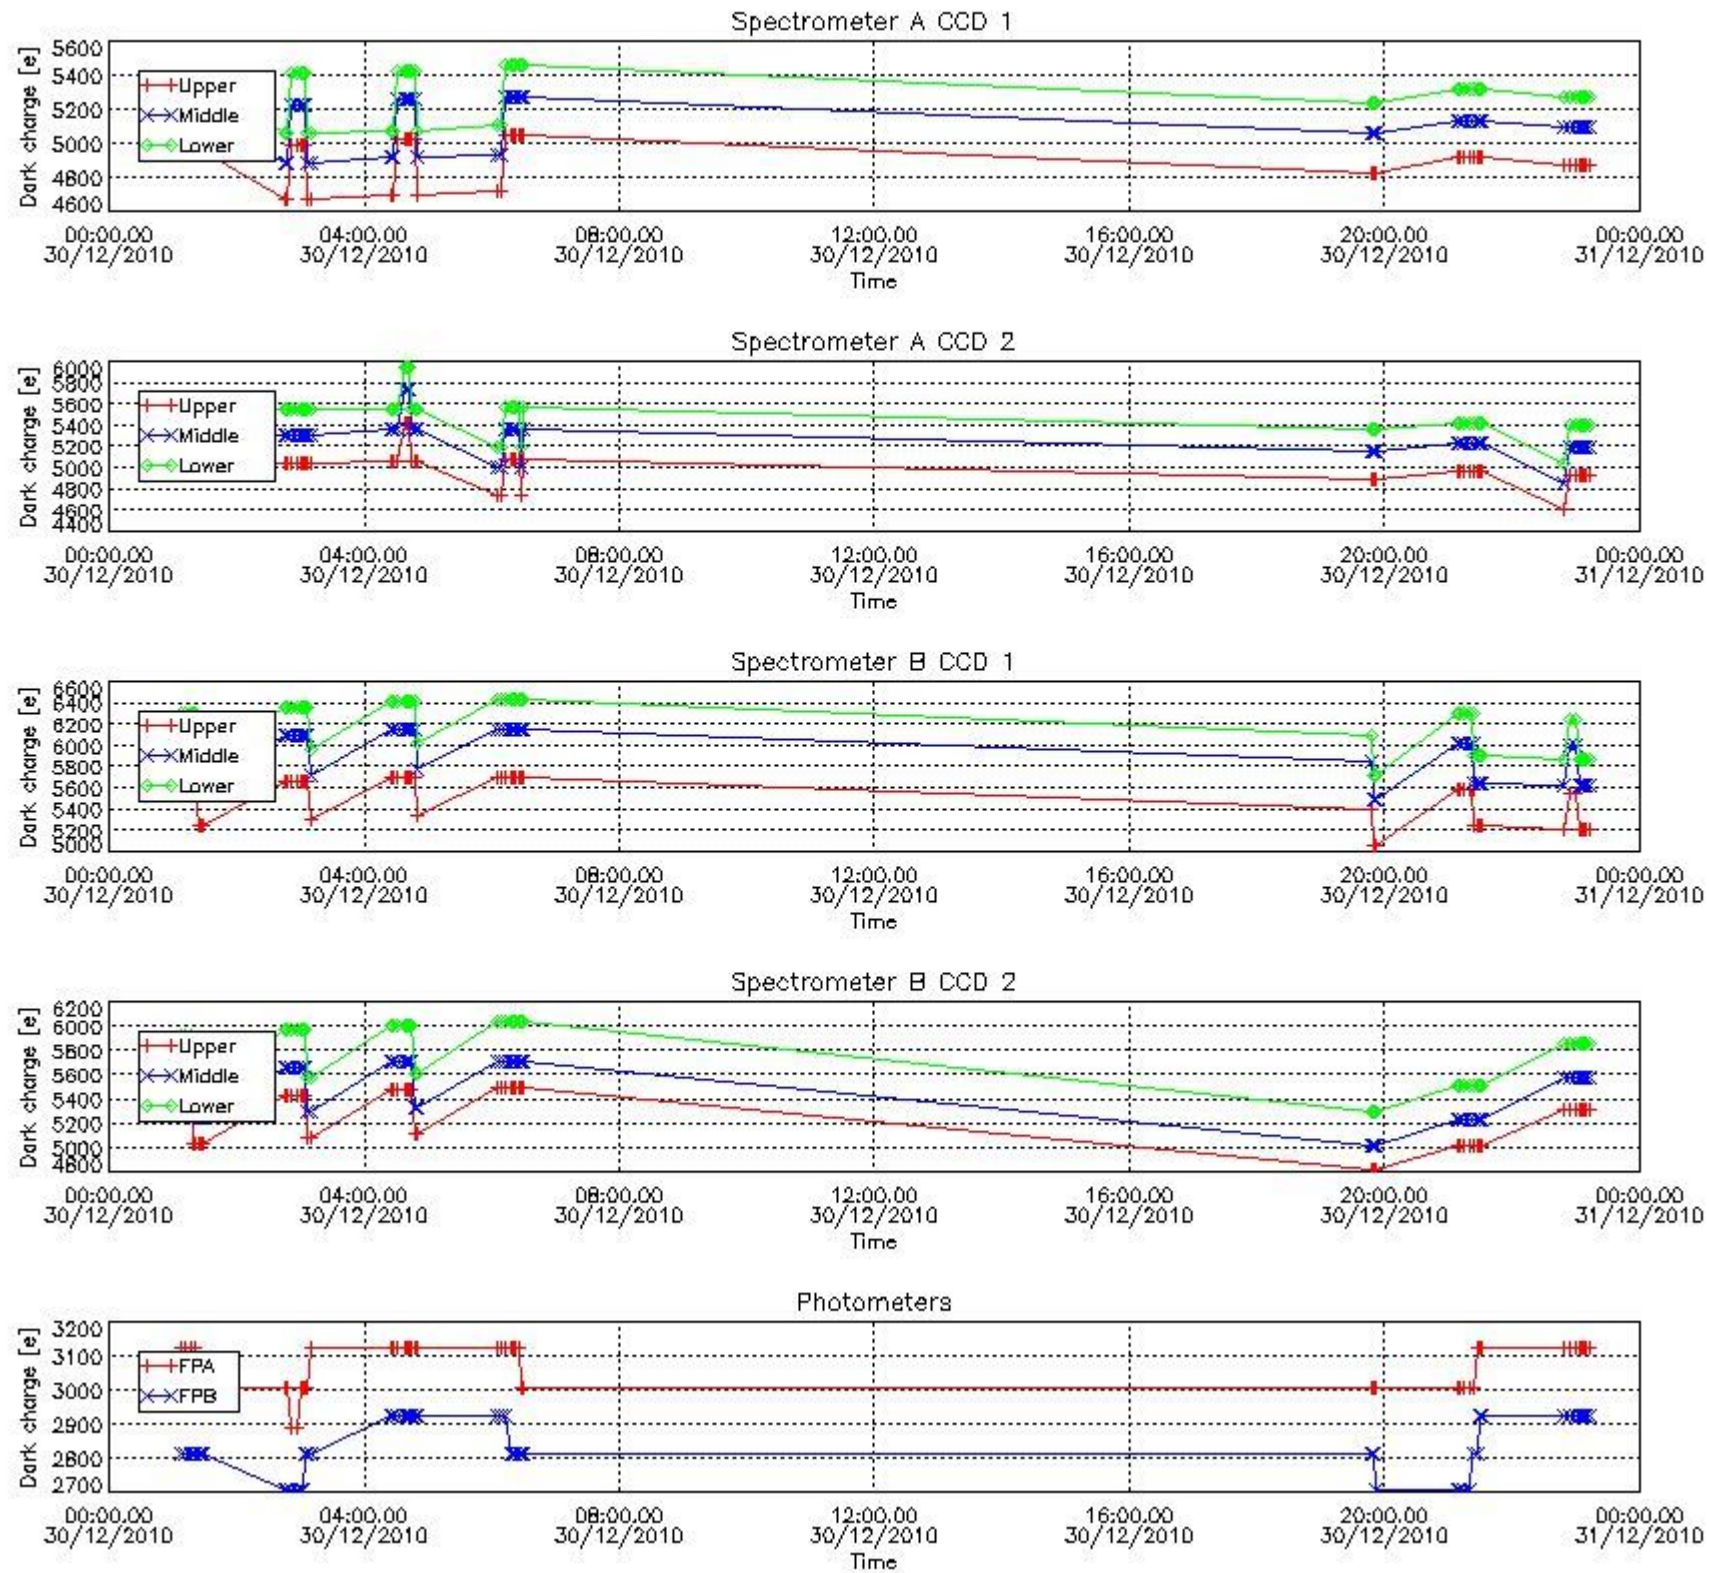 Spectrometer A CCD 1
Dark charge [e]
5600
5400
5200
5000
4800
4600
Upper
Middle
Lower
00:00.00 04:00.00 08:00.00 12:00.00 16:00.00 20:00.00 00:00.00
30/12/2010 30/12/2010 30/12/2010 30/12/2010 30/12/2010 30/12/2010 31/12/2010
Time
Spectrometer A CCD 2
Dark charge [e]
6000
5800
5600
5400
5200
5000
4800
4600
4400
Upper
Middle
Lower
00:00.00 04:00.00 08:00.00 12:00.00 16:00.00 20:00.00 00:00.00
30/12/2010 30/12/2010 30/12/2010 30/12/2010 30/12/2010 30/12/2010 31/12/2010
Time
Spectrometer B CCD 1
Dark charge [e]
6600
6400
6200
6000
5800
5600
5400
5200
5000
Upper
Middle
Lower
00:00.00 04:00.00 08:00.00 12:00.00 16:00.00 20:00.00 00:00.00
30/12/2010 30/12/2010 30/12/2010 30/12/2010 30/12/2010 30/12/2010 31/12/2010
Time
Spectrometer B CCD 2
Dark charge [e]
6200
6000
5800
5600
5400
5200
5000
4800
Upper
Middle
Lower
00:00.00 04:00.00 08:00.00 12:00.00 16:00.00 20:00.00 00:00.00
30/12/2010 30/12/2010 30/12/2010 30/12/2010 30/12/2010 30/12/2010 31/12/2010
Time
Photometers
Dark charge [e]
3200
3100
3000
2900
2800
2700
FPA
FPB
00:00.00 04:00.00 08:00.00 12:00.00 16:00.00 20:00.00 00:00.00
30/12/2010 30/12/2010 30/12/2010 30/12/2010 30/12/2010 30/12/2010 31/12/2010
Time